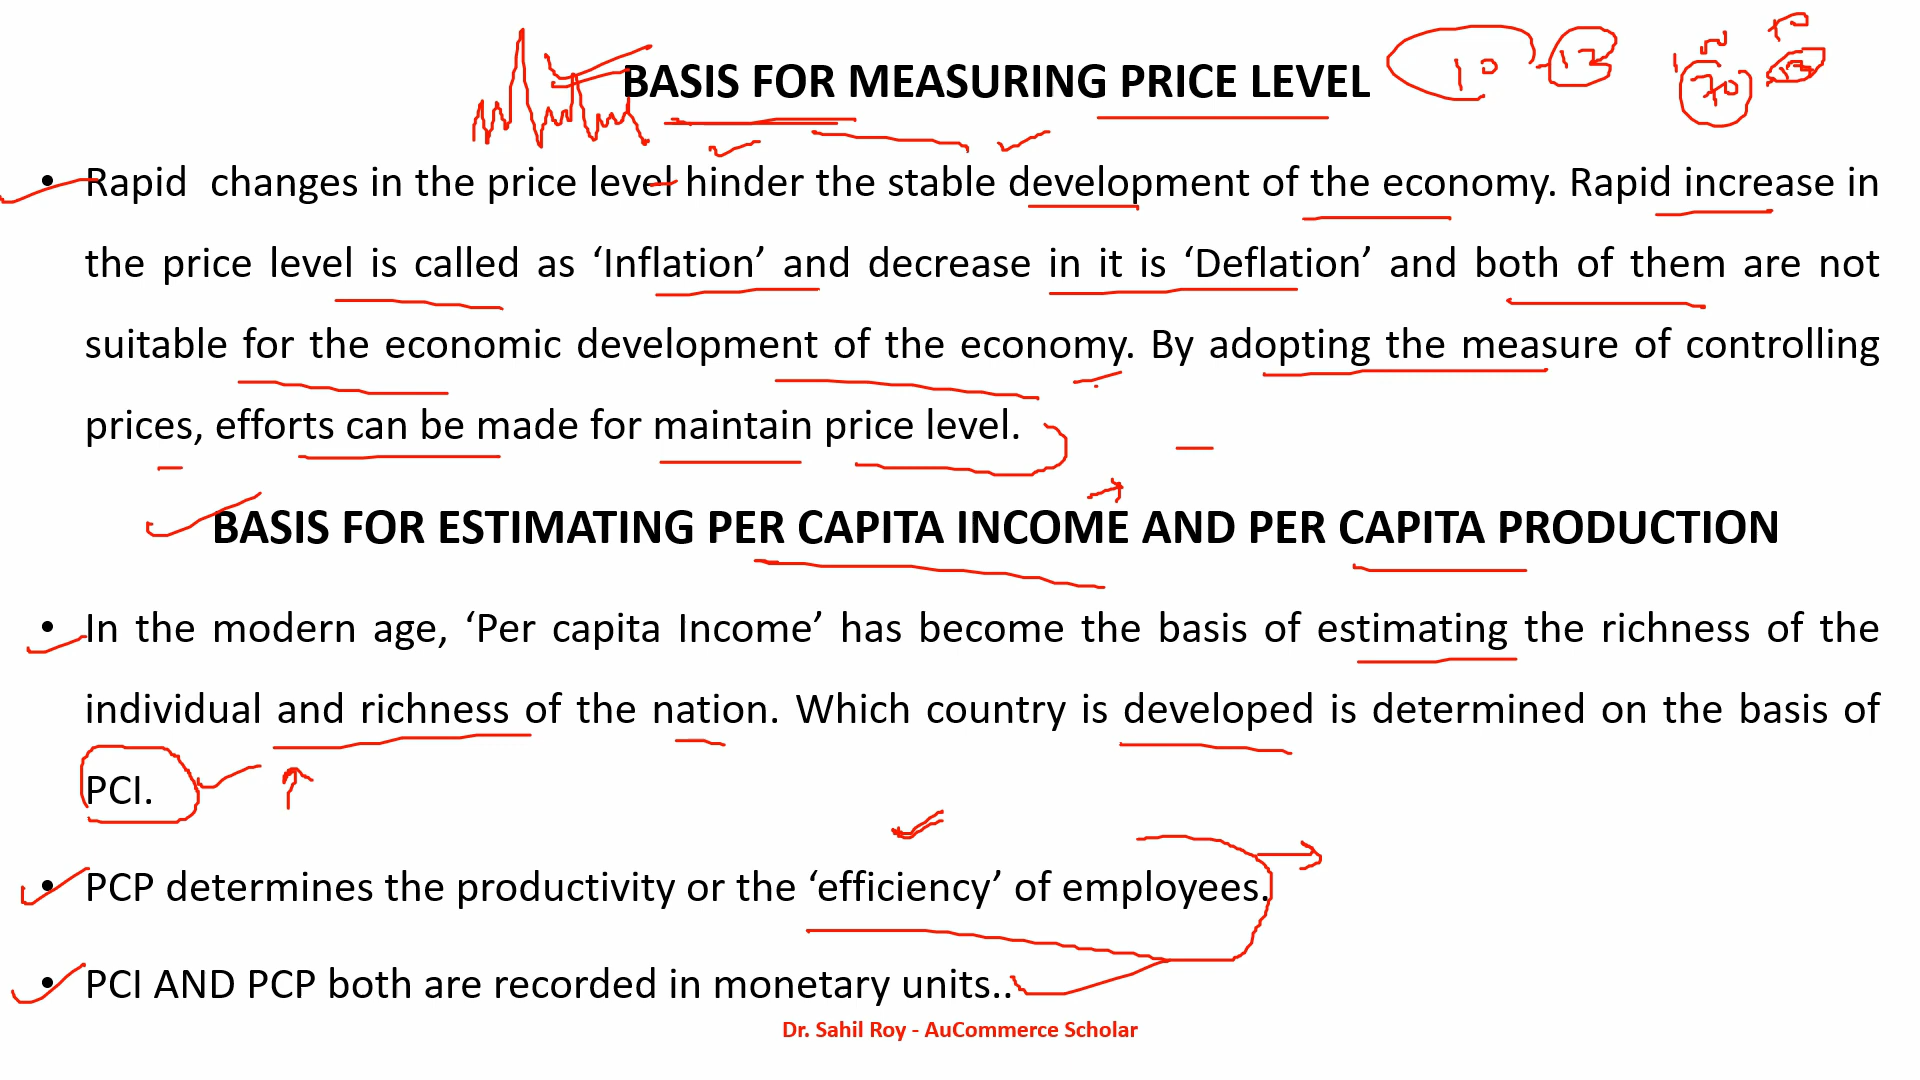 BASIS FOR MEASURING PRICE LEVEL
10 - 12
70
• Rapid changes in the price level hinder the stable development of the economy. Rapid increase in
the price level is called as ‘Inflation’ and decrease in it is ‘Deflation’ and both of them are not
suitable for the economic development of the economy. By adopting the measure of controlling
prices, efforts can be made for maintain price level.
BASIS FOR ESTIMATING PER CAPITA INCOME AND PER CAPITA PRODUCTION
• In the modern age, ‘Per capita Income’ has become the basis of estimating the richness of the
individual and richness of the nation. Which country is developed is determined on the basis of
PCI.
• PCP determines the productivity or the ‘efficiency’ of employees.
• PCI AND PCP both are recorded in monetary units..
Dr. Sahil Roy - AuCommerce Scholar